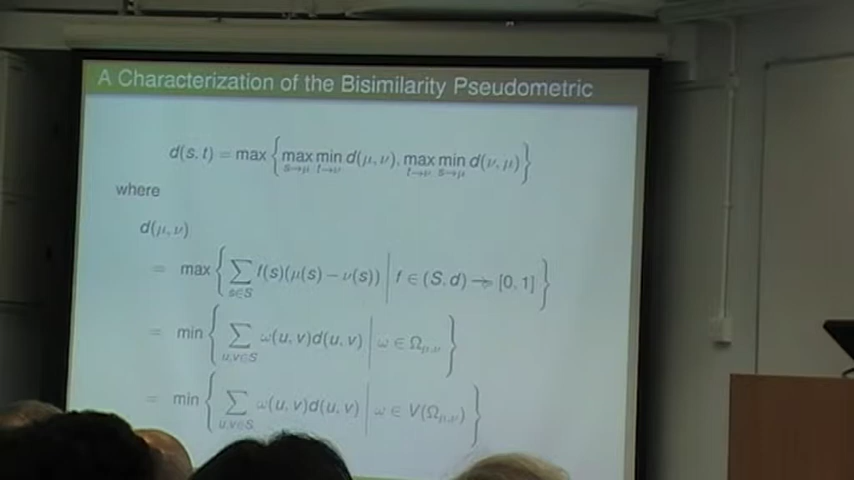 A Characterization of the Bisimilarity Pseudometric
d(s, t) = max { max_{s→μ} min_{t→ν} d(μ, ν), max_{t→ν} min_{s→μ} d(ν, μ) }
where
d(μ, ν)
= max { ∑_{s∈S} f(s)(μ(s) − ν(s)) | f ∈ (S, d) ⇸ [0, 1] }
= min { ∑_{u,v∈S} ω(u, v)d(u, v) | ω ∈ Ω_{μ,ν} }
= min { ∑_{u,v∈S} ω(u, v)d(u, v) | ω ∈ V(Ω_{μ,ν}) }